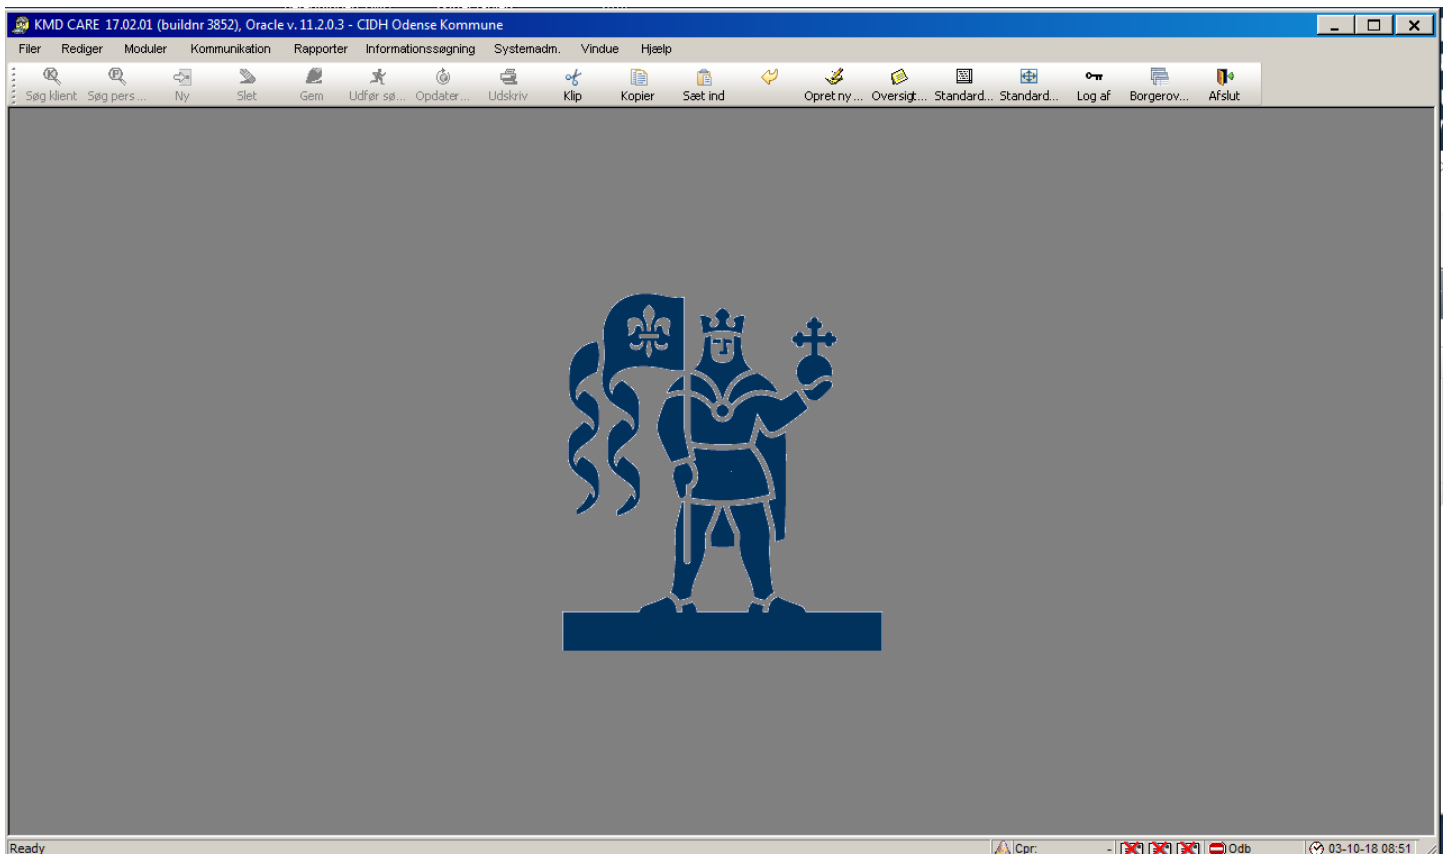 KMD CARE 17.02.01 (buildnr 3852), Oracle v. 11.2.0.3 - CIDH Odense Kommune
Filer Rediger Moduler Kommunikation Rapporter Informationssøgning Systemadm. Vindue Hjælp
Søg klient Søg pers... Ny Slet Gem Udfør sø... Opdater... Udskriv Klip Kopier Sæt ind Opret ny... Oversigt... Standard... Standard... Log af Borgerov... Afslut
Ready Cpr: - Odb 03-10-18 08:51